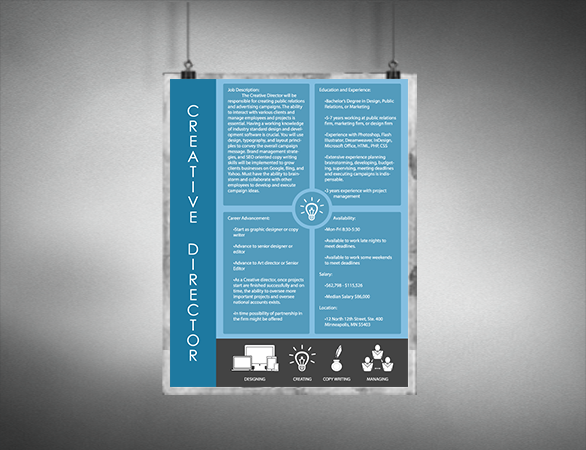 CREATIVE DIRECTOR
Job Description:
The Creative Director will be
responsible for creating public relations
and advertising campaigns. The ability
to interact with various clients and
manage employees and projects is
essential. Having a working knowledge
of industry standard design and devel-
opment software is crucial. You will use
design, typography, and layout princi-
ples to convey the overall campaign
message. Brand management strate-
gies, and SEO oriented copy writing
skills will be implemented to grow
clients businesses on Google, Bing, and
Yahoo. Must have the ability to brain-
storm and collaborate with other
employees to develop and execute
campaign ideas.
Education and Experience:
-Bachelor's Degree in Design, Public
Relations, or Marketing
-5-7 years working at public relations
firm, marketing firm, or design firm
-Experience with Photoshop, Flash
Illustrator, Dreamweaver, InDesign,
Microsoft Office, HTML, PHP, CSS
-Extensive experience planning
brainstorming, developing, budget-
ing, supervising, meeting deadlines
and executing campaigns is indis-
pensable.
years experience with project
management
Career Advancement:
-Start as graphic designer or copy
writer
-Advance to senior designer or
editor
-Advance to Art director or Senior
Editor
-As a Creative director, once projects
start are finished successfully and on
time, the ability to oversee more
important projects and oversee
national accounts exists.
-In time possibility of partnership in
the firm might be offered
Availability:
-Mon-Fri 8:30-5:30
-Available to work late nights to
meet deadlines.
-Available to work some weekends
to meet deadlines
Salary:
-Median Salary
Location:
-12 North 12th Street, Ste. 400
Minneapolis, MN 55403
DESIGNING
CREATING
COPY WRITING
MANAGING